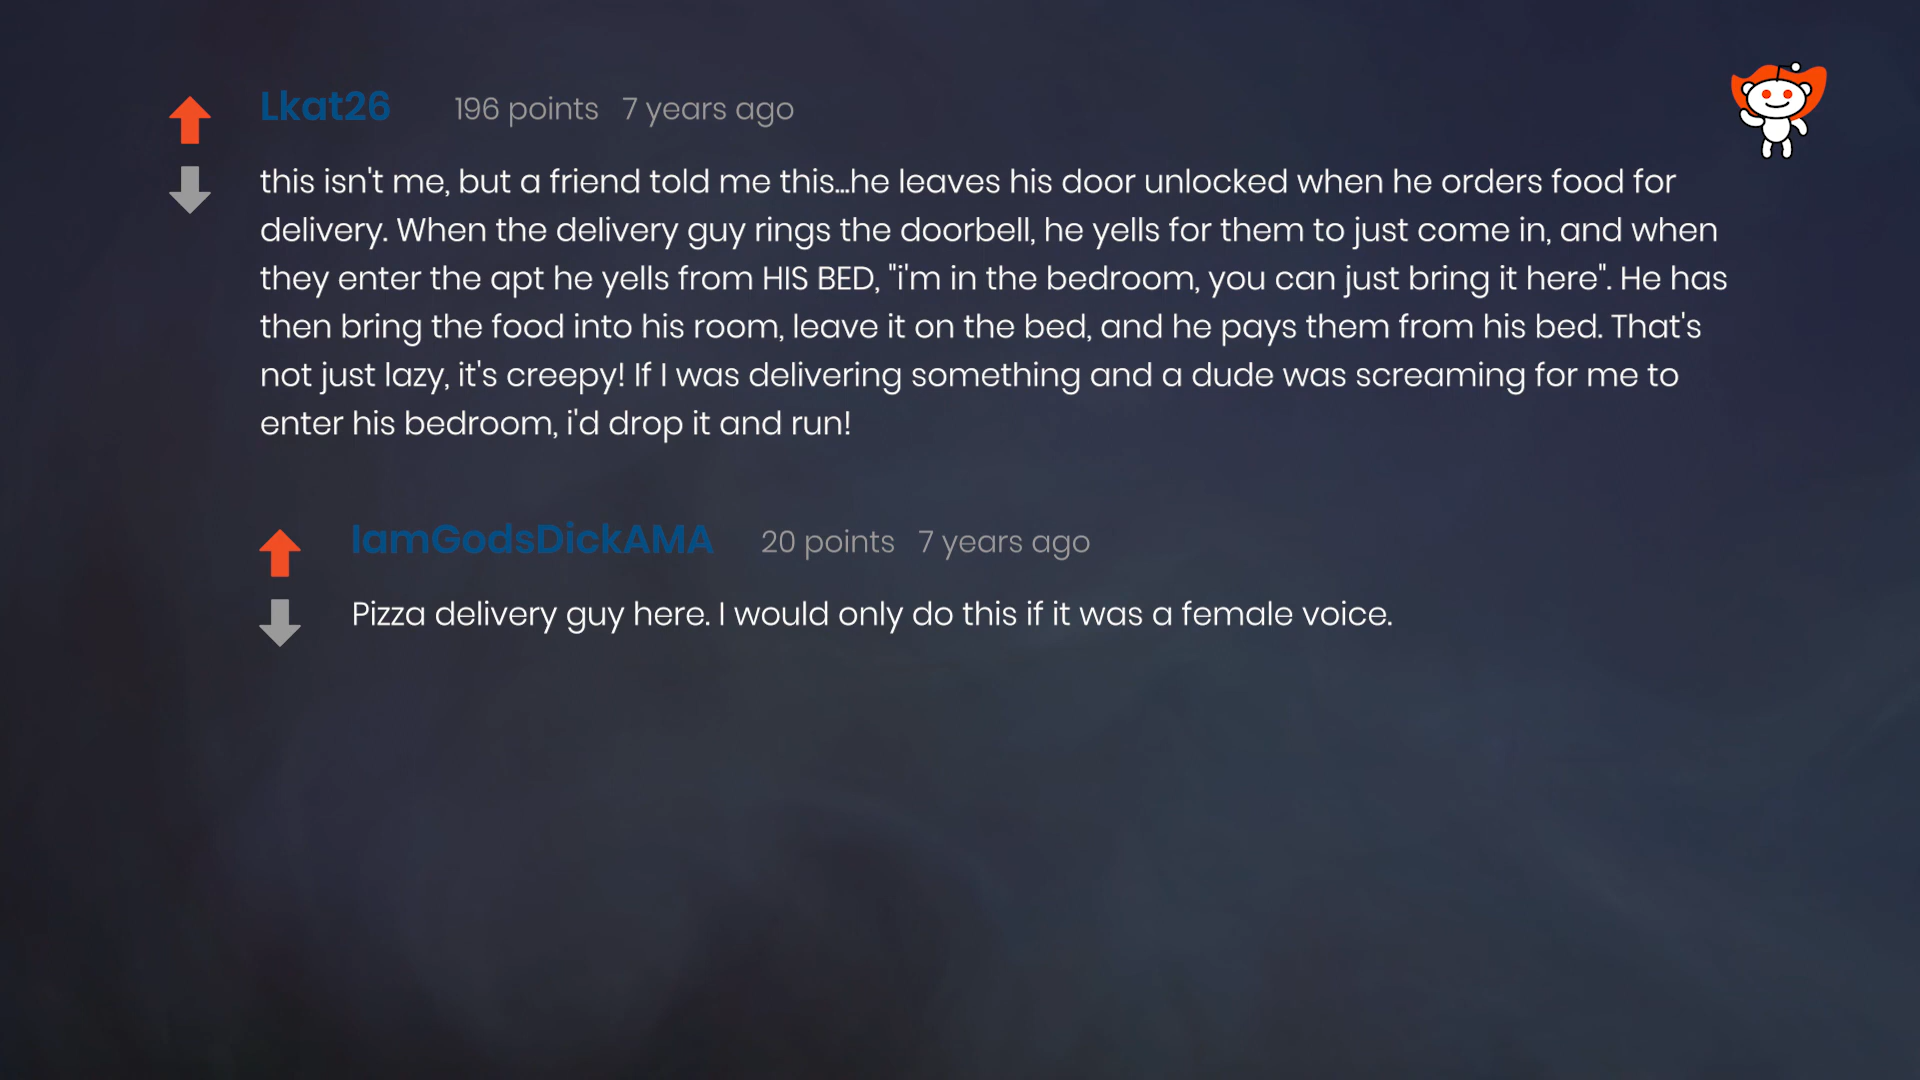 Lkat26 196 points 7 years ago
this isn't me, but a friend told me this...he leaves his door unlocked when he orders food for
delivery. When the delivery guy rings the doorbell, he yells for them to just come in, and when
they enter the apt he yells from HIS BED, "i'm in the bedroom, you can just bring it here". He has
then bring the food into his room, leave it on the bed, and he pays them from his bed. That's
not just lazy, it's creepy! If I was delivering something and a dude was screaming for me to
enter his bedroom, i'd drop it and run!
IamGodsDickAMA 20 points 7 years ago
Pizza delivery guy here. I would only do this if it was a female voice.